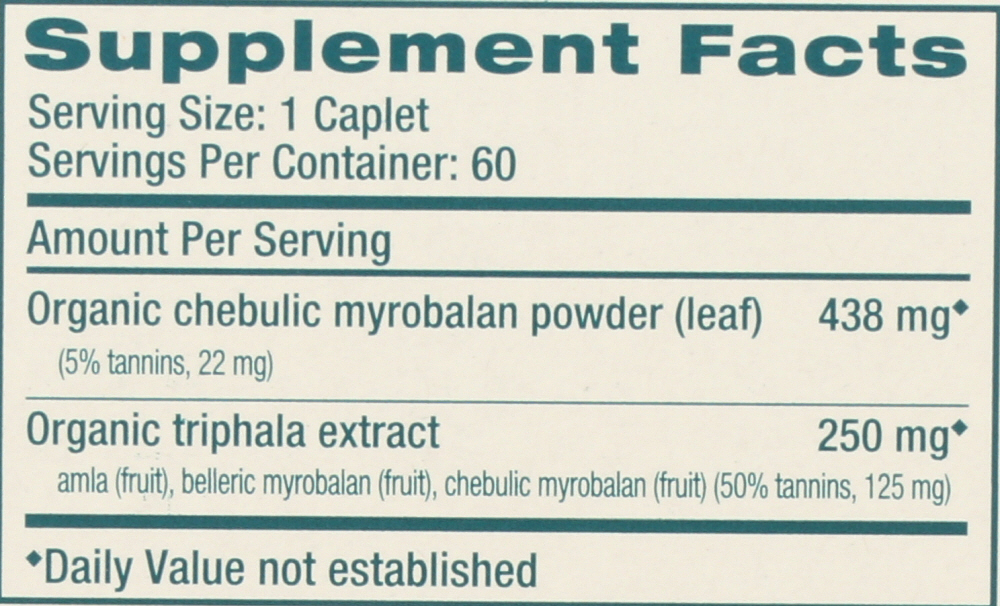 Supplement Facts
Serving Size: 1 Caplet
Servings Per Container: 60
Amount Per Serving
Organic chebulic myrobalan powder (leaf) 438 mg◆
(5% tannins, 22 mg)
Organic triphala extract 250 mg◆
amla (fruit), belleric myrobalan (fruit), chebulic myrobalan (fruit) (50% tannins, 125 mg)
◆Daily Value not established